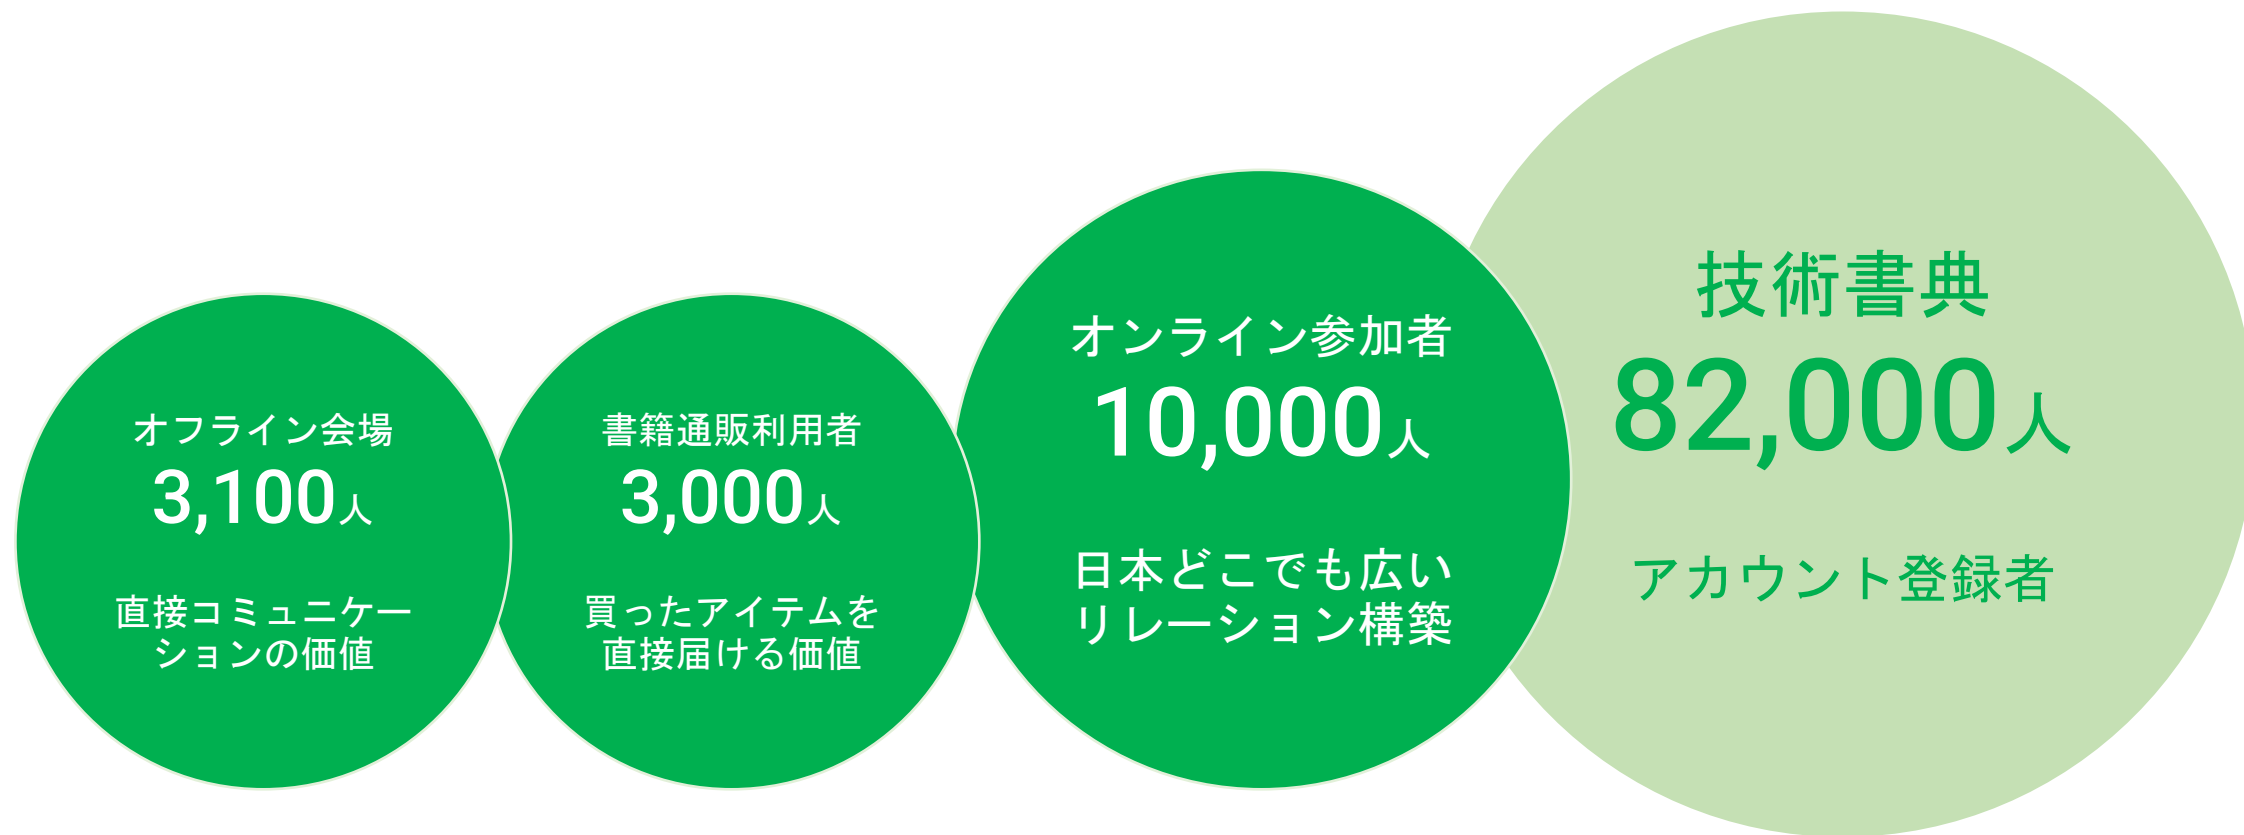 オフライン会場
3,100人
直接コミュニケー
ションの価値
書籍通販利用者
3,000人
買ったアイテムを
直接届ける価値
オンライン参加者
10,000人
日本どこでも広い
リレーション構築
技術書典
82,000人
アカウント登録者